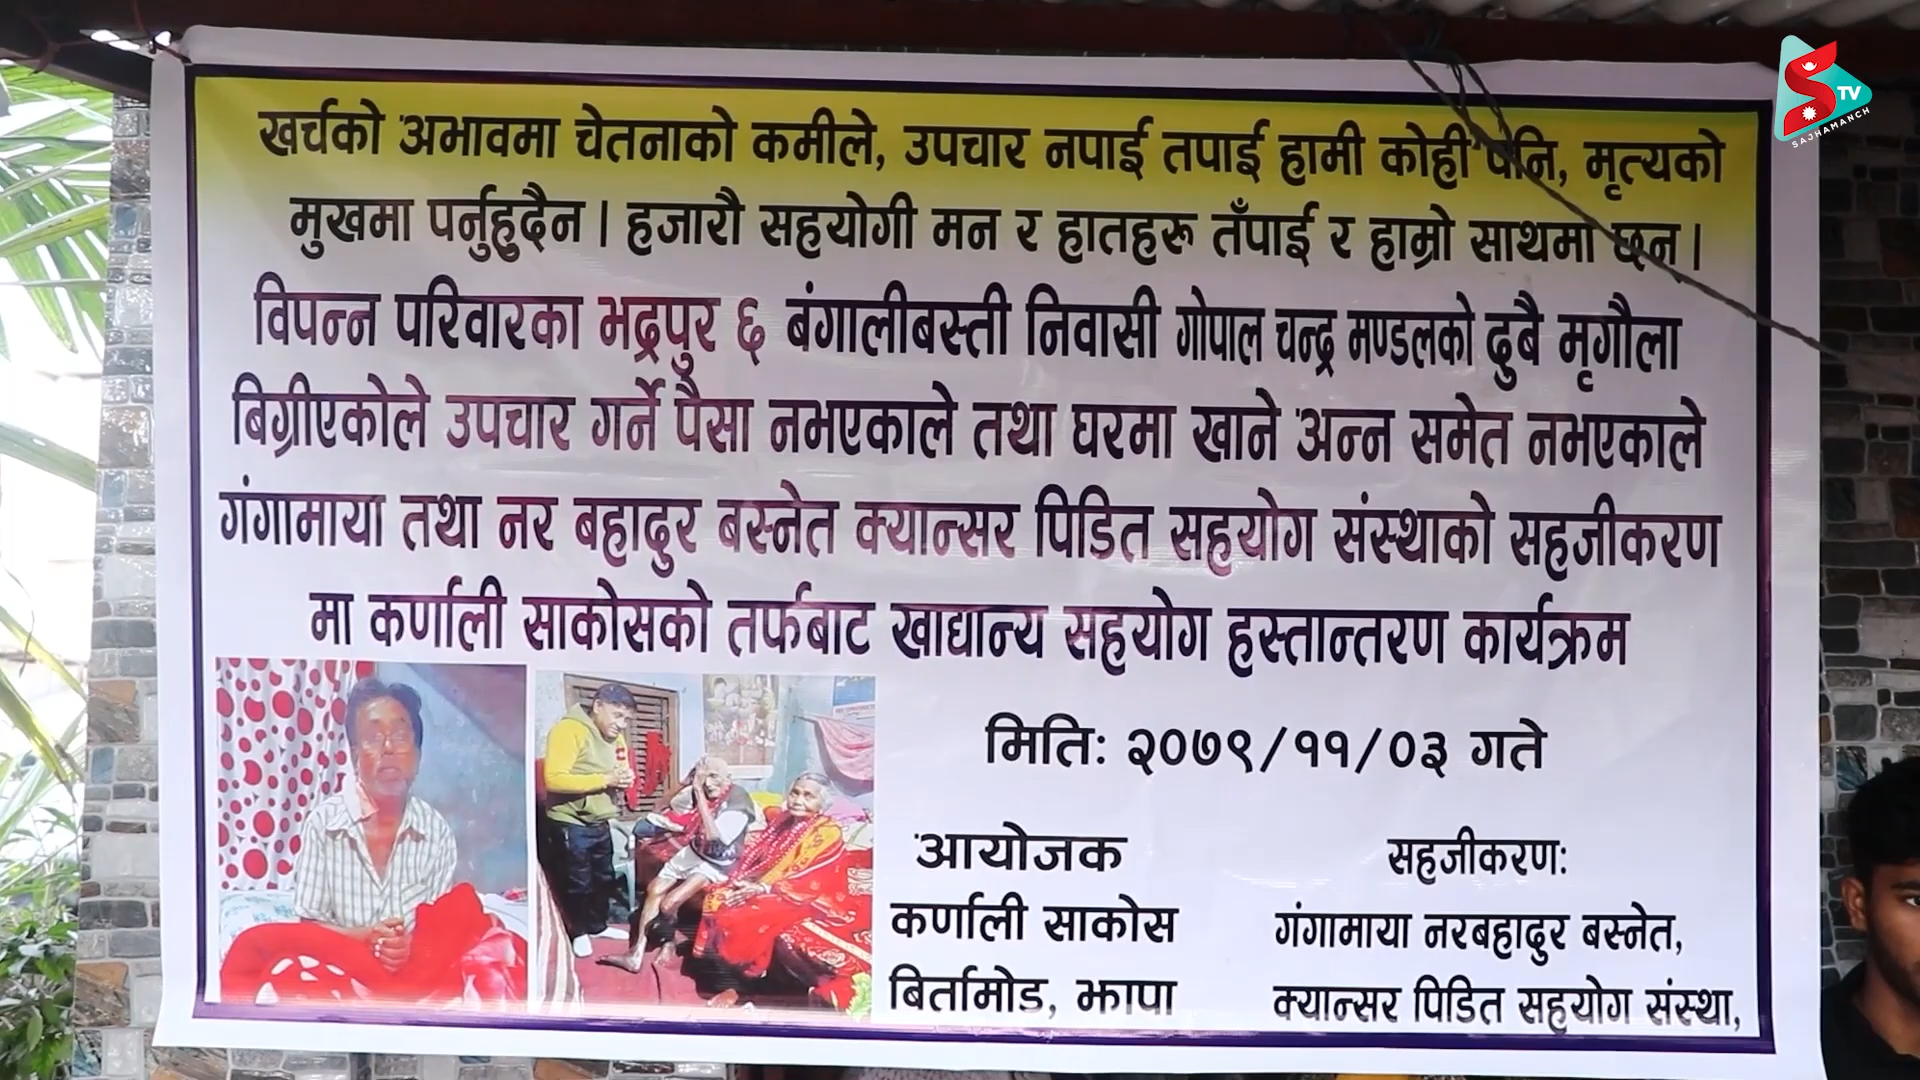 खर्चको अभावमा चेतनाको कमीले, उपचार नपाई तपाई हामी कोही पनि, मृत्यको
मुखमा पर्नुहुदैन। हजारौ सहयोगी मन र हातहरू तँपाई र हाम्रो साथमा छन।
विपन्न परिवारका भद्रपुर ६ बंगालीबस्ती निवासी गोपाल चन्द्र मण्डलको दुबै मृगौला
बिग्रीएकोले उपचार गर्ने पैसा नभएकाले तथा घरमा खाने अन्न समेत नभएकाले
गंगामाया तथा नर बहादुर बस्नेत क्यान्सर पिडित सहयोग संस्थाको सहजीकरण
मा कर्णाली साकोसको तर्फबाट खाद्यान्य सहयोग हस्तान्तरण कार्यक्रम
मिति: २०७९/११/०३ गते
आयोजक
कर्णाली साकोस
बिर्तामोड, झापा
सहजीकरण:
गंगामाया नरबहादुर बस्नेत,
क्यान्सर पिडित सहयोग संस्था,
TV
SAJHAMANCH